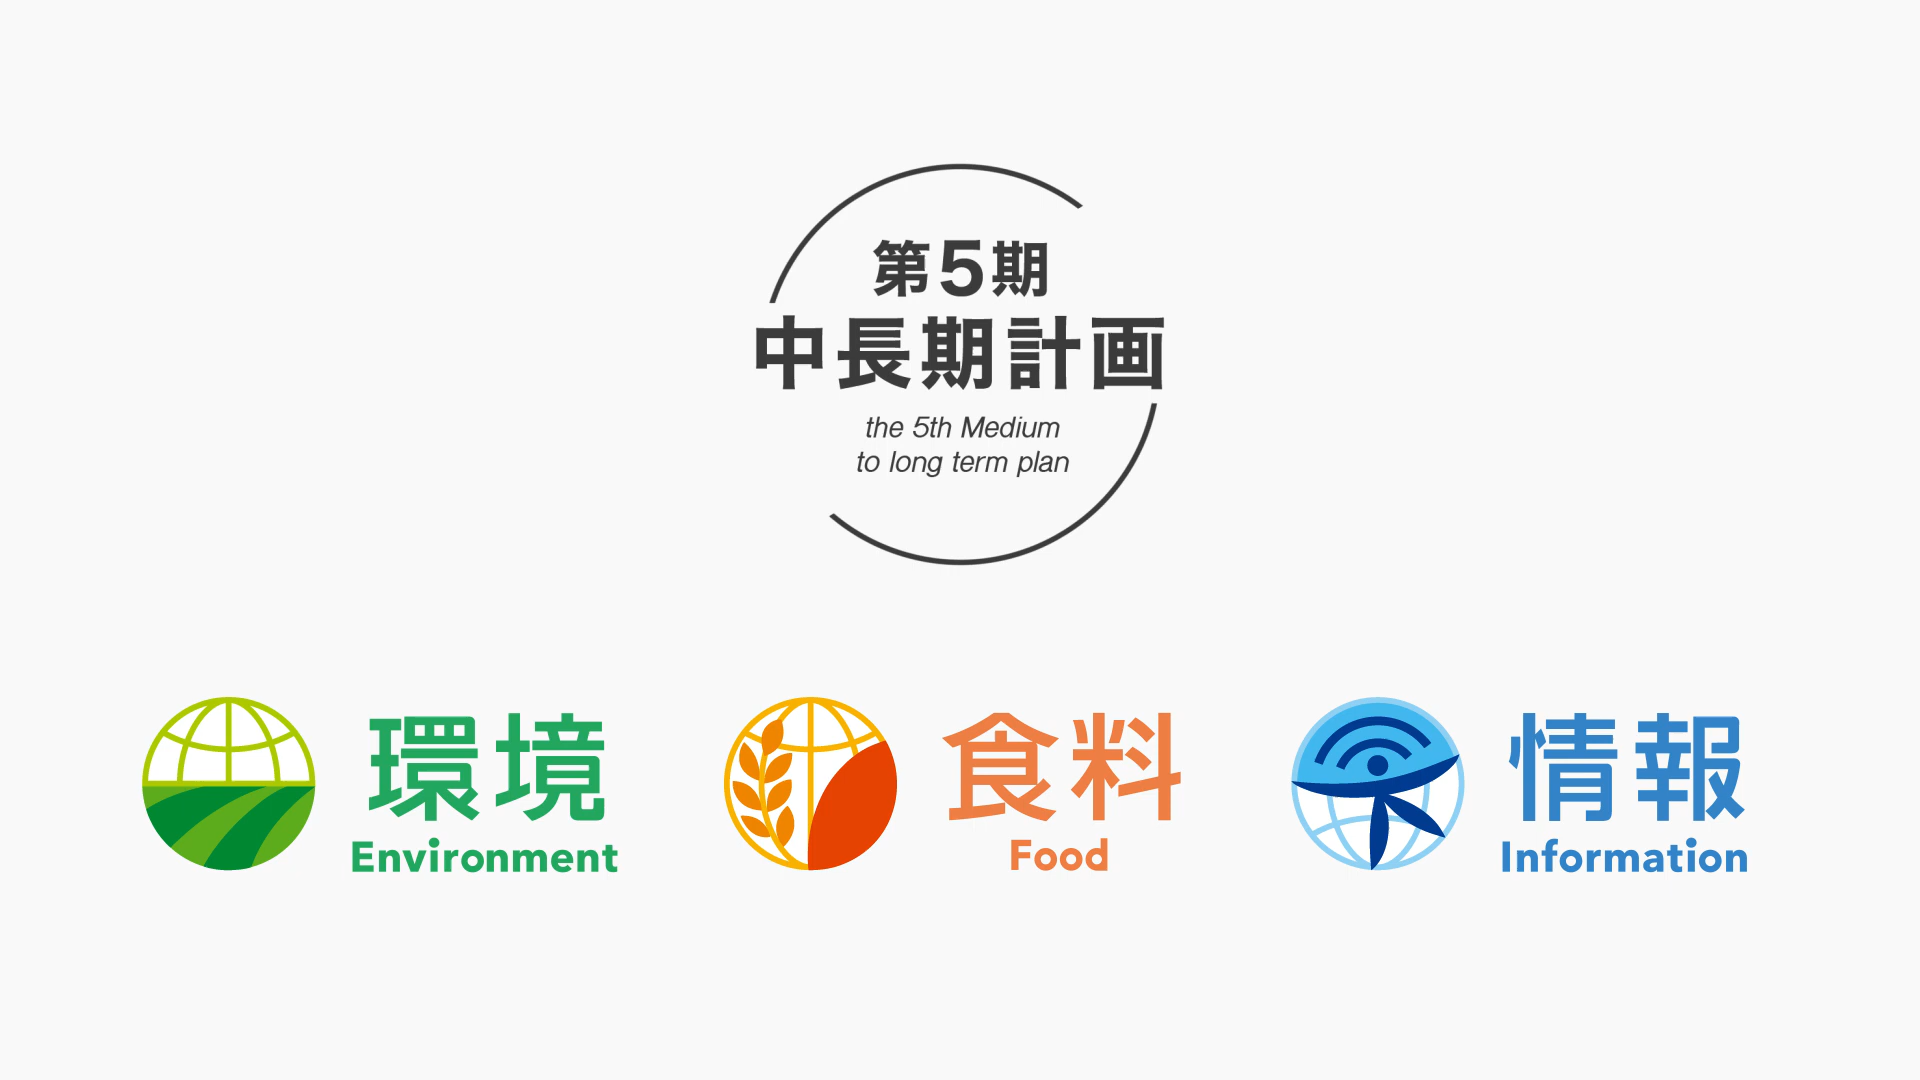 第5期
中長期計画
the 5th Medium
to long term plan
環境
Environment
食料
Food
情報
Information